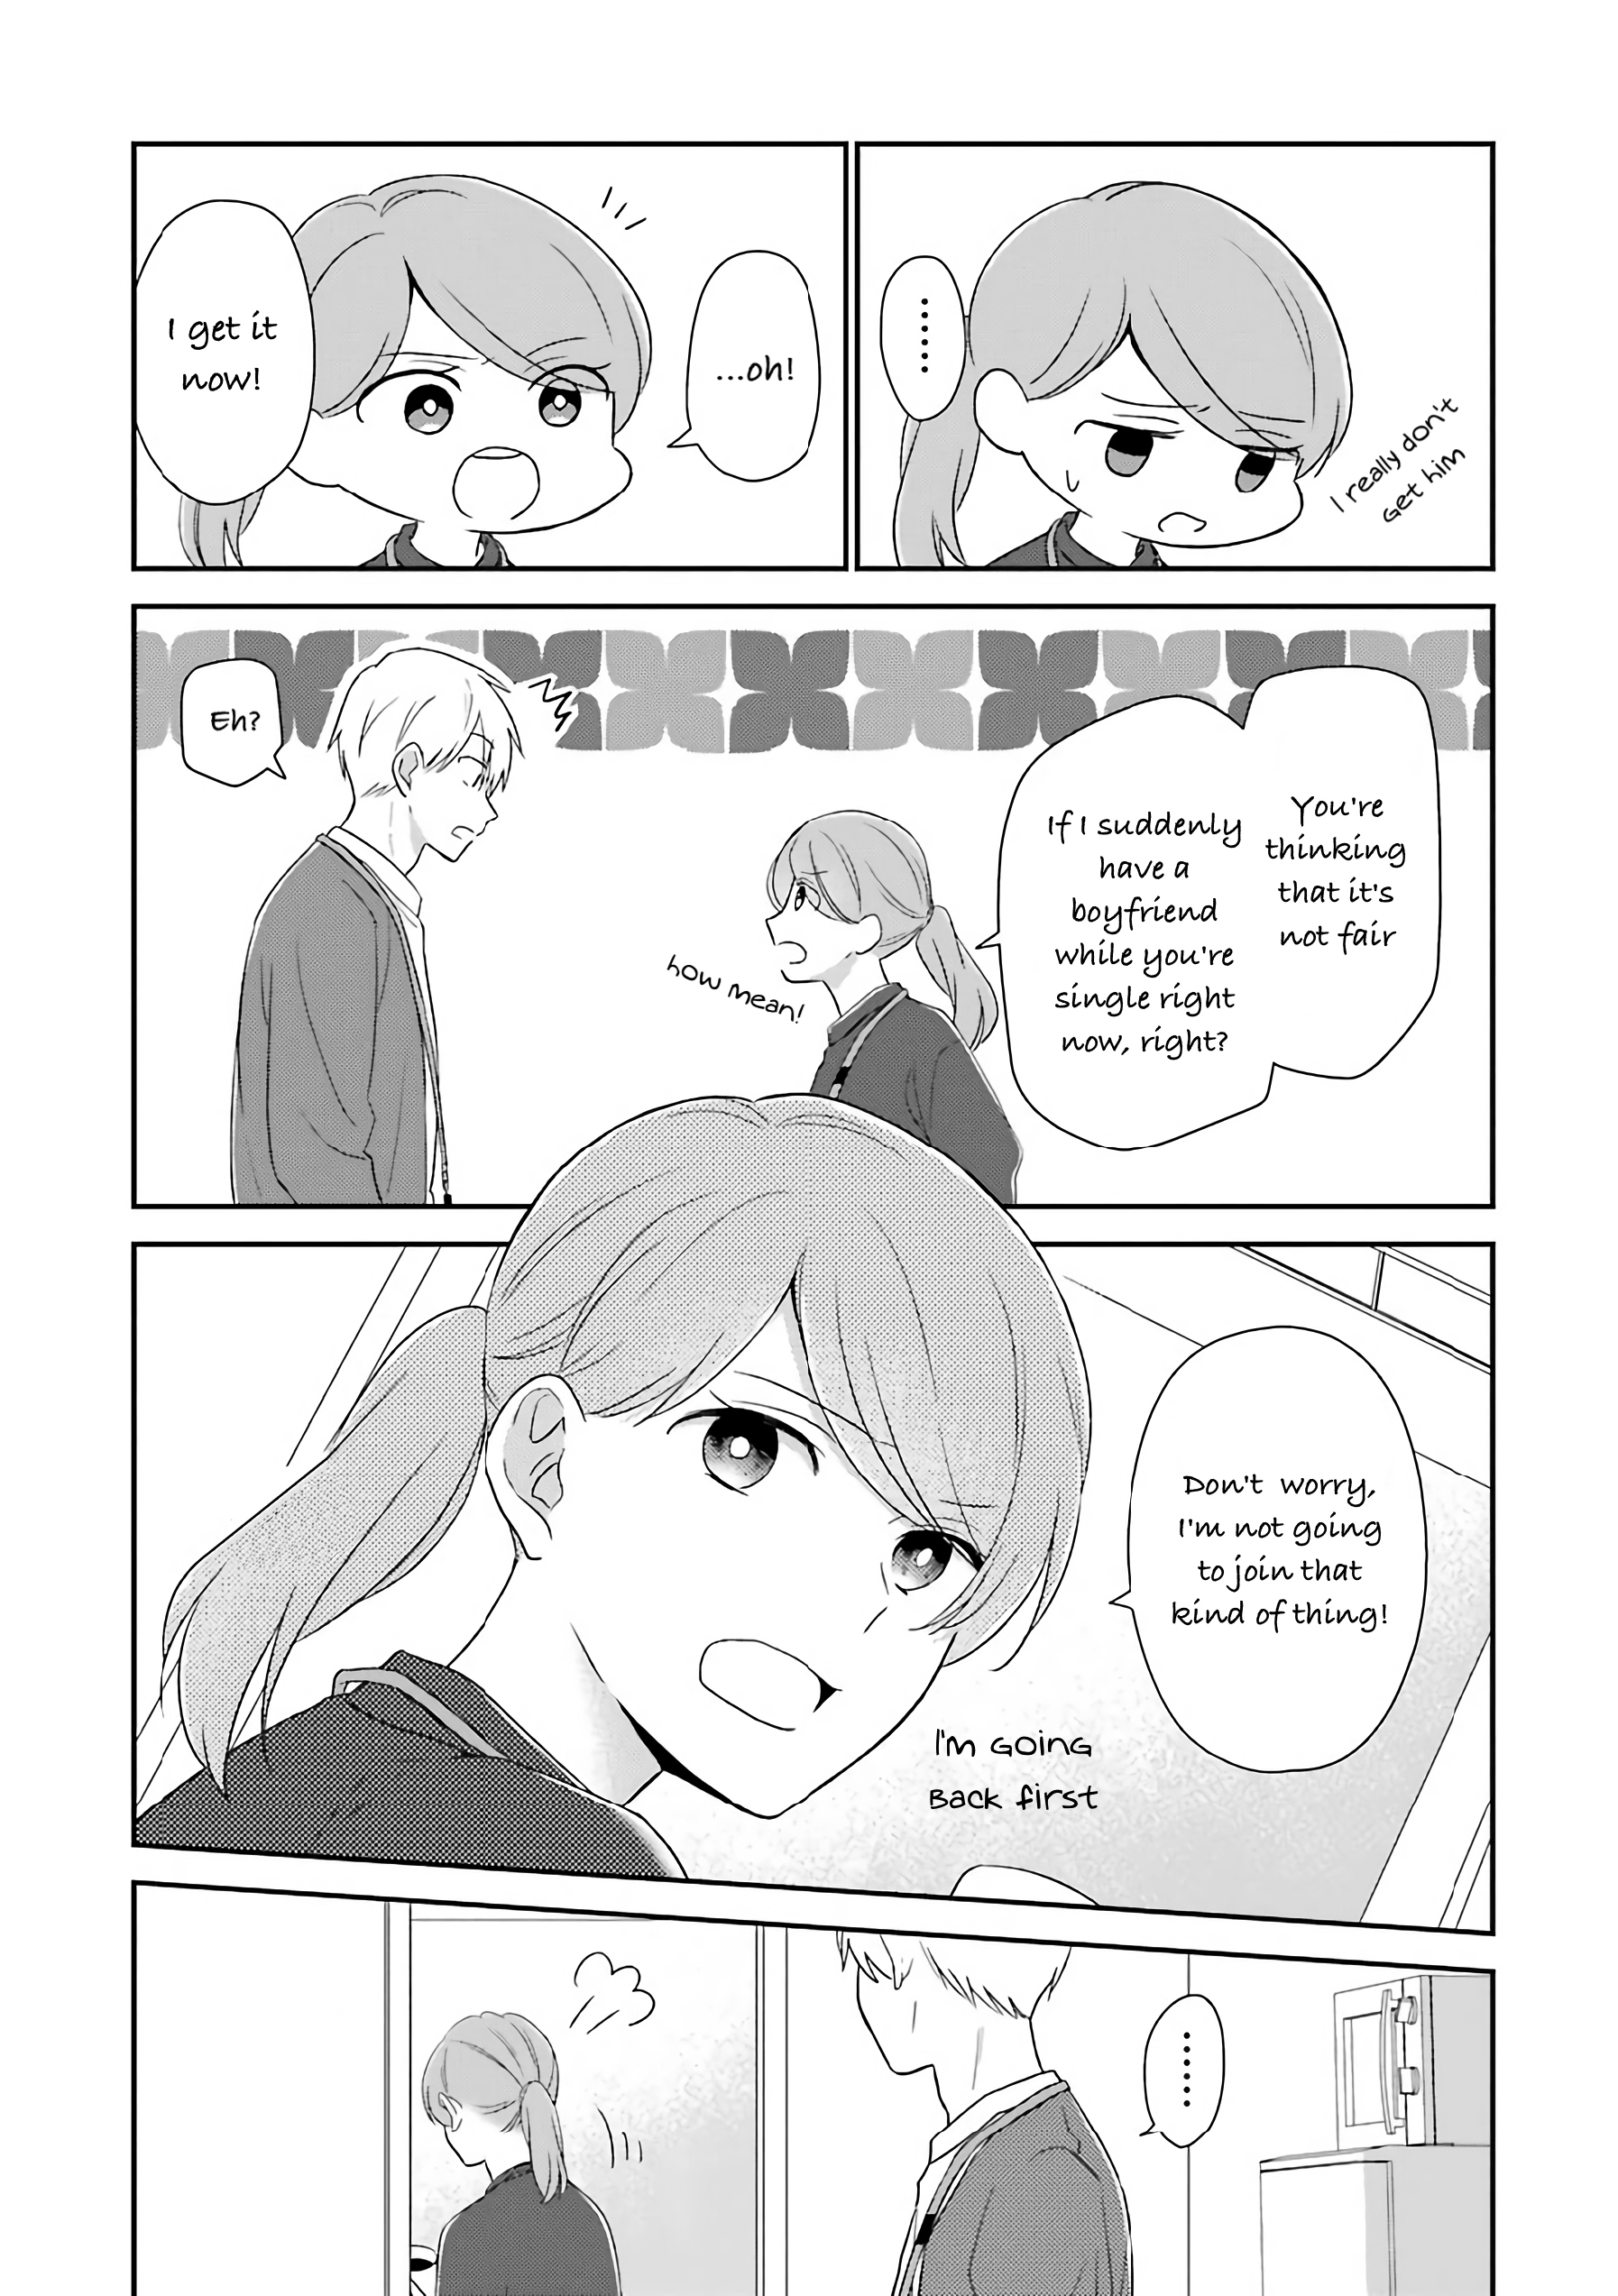 ......
I really don't
get him
...oh!
I get it
now!
You're
thinking
that it's
not fair
If I suddenly
have a
boyfriend
while you're
single right
now, right?
how mean!
Eh?
Don't worry,
I'm not going
to join that
kind of thing!
I'm going
back first
......